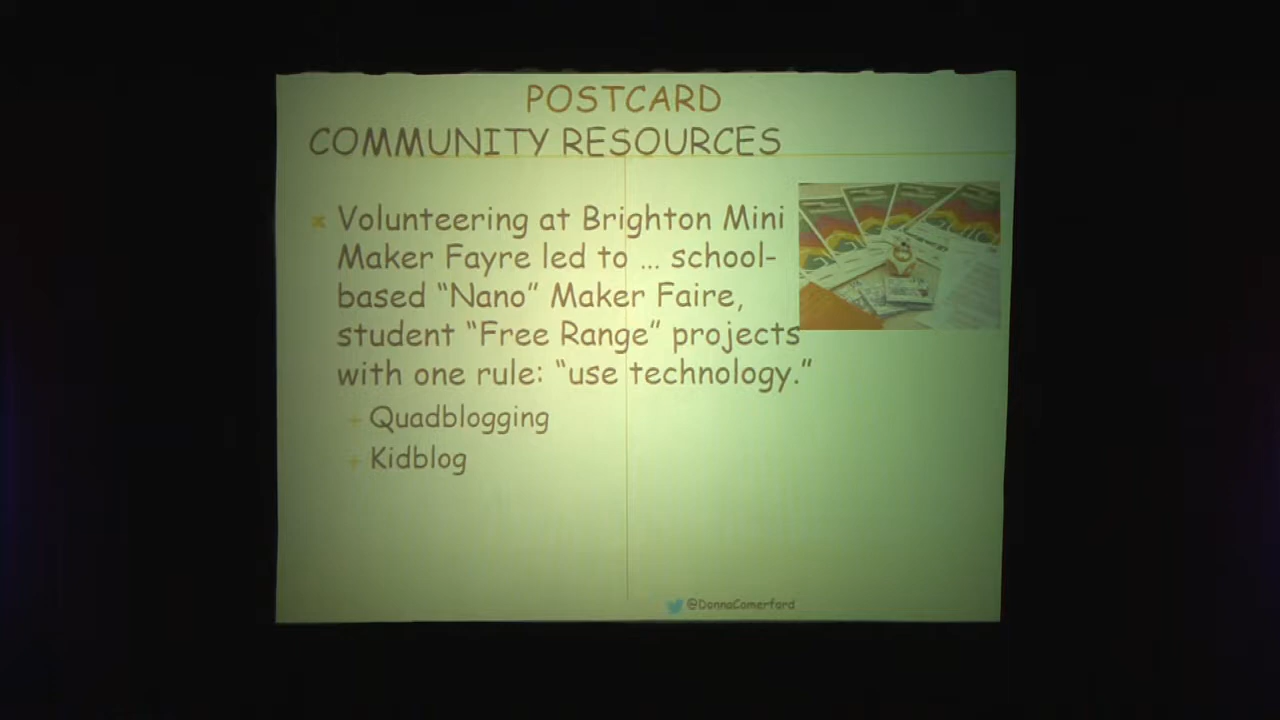 POSTCARD
COMMUNITY RESOURCES
Volunteering at Brighton Mini
Maker Fayre led to ... school-
based “Nano” Maker Faire,
student “Free Range” projects
with one rule: “use technology.”
Quadblogging
Kidblog
@DonnaComerford